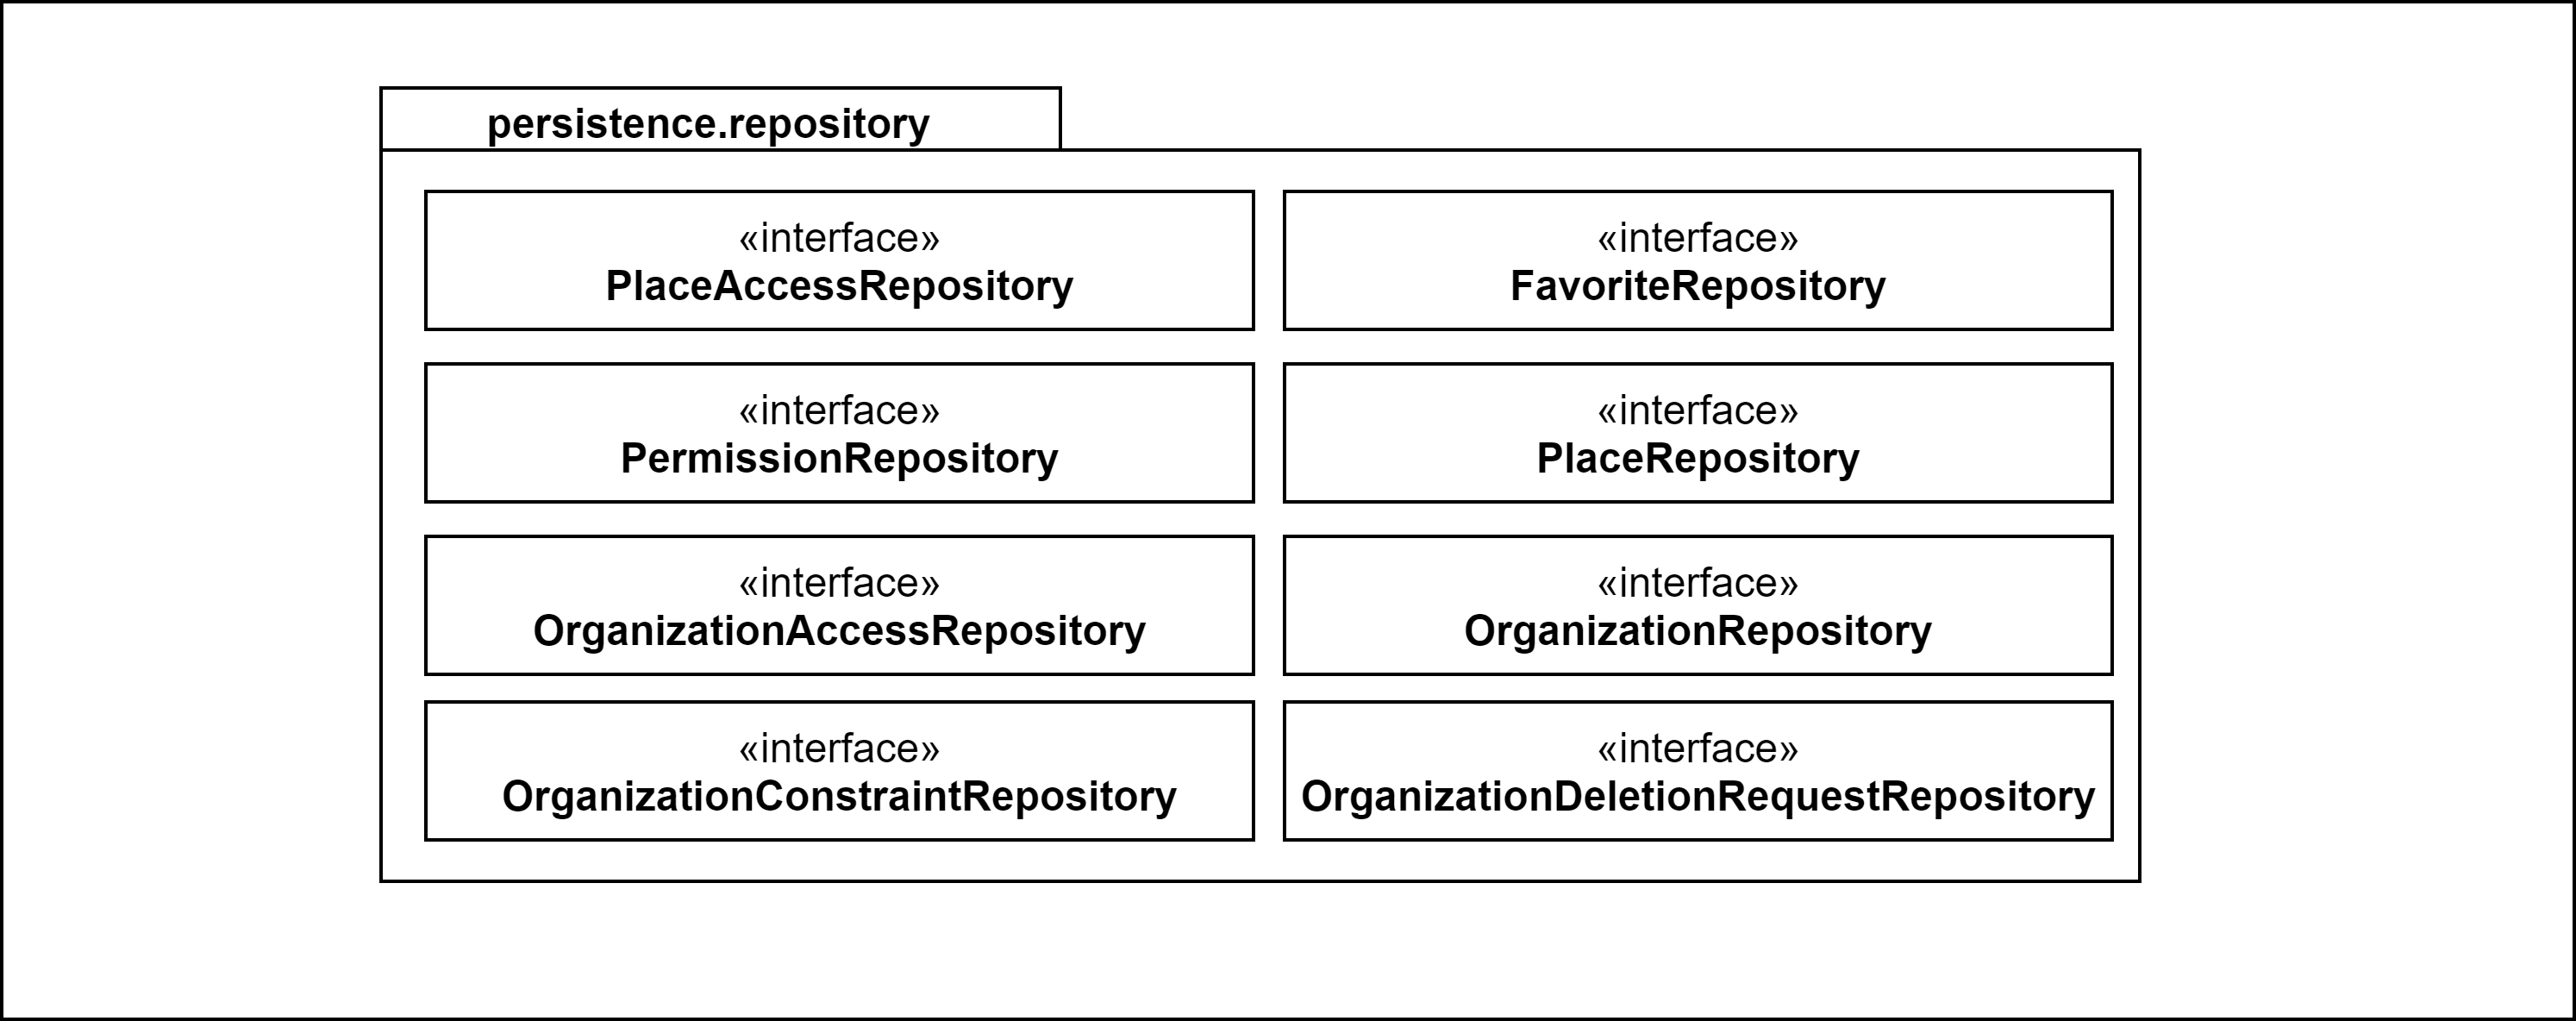 persistence.repository
«interface»
PlaceAccessRepository
«interface»
FavoriteRepository
«interface»
PermissionRepository
«interface»
PlaceRepository
«interface»
OrganizationAccessRepository
«interface»
OrganizationRepository
«interface»
OrganizationConstraintRepository
«interface»
OrganizationDeletionRequestRepository